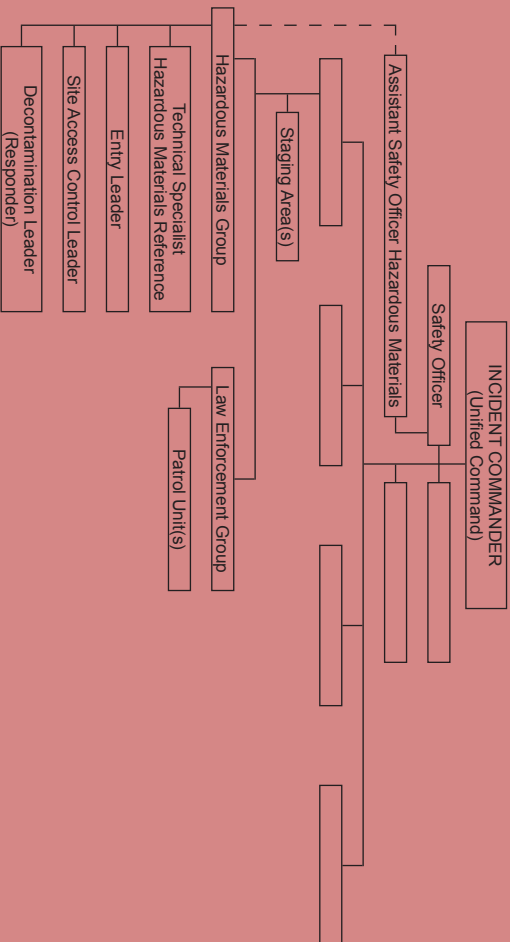 INCIDENT COMMANDER
(Unified Command)
Safety Officer
Assistant Safety Officer Hazardous Materials
Staging Area(s)
Hazardous Materials Group
Law Enforcement Group
Technical Specialist
Hazardous Materials Reference
Patrol Unit(s)
Entry Leader
Site Access Control Leader
Decontamination Leader
(Responder)